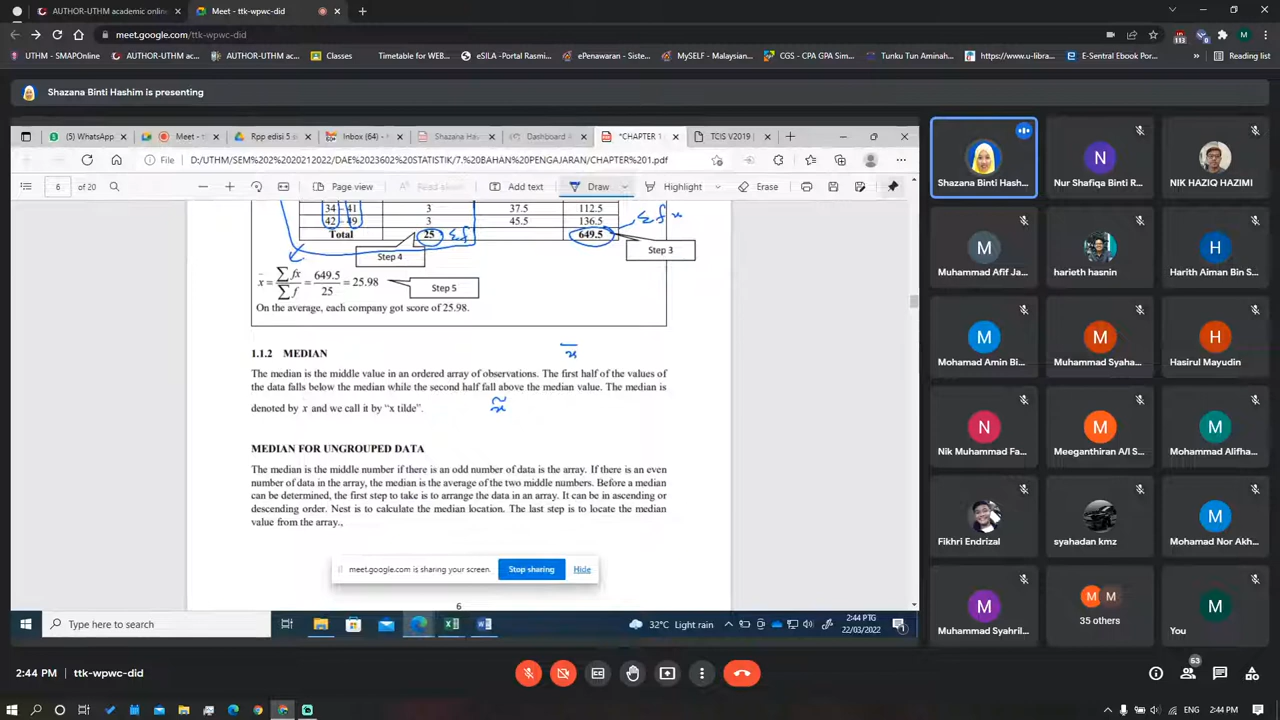 AUTHOR-UTHM academic online
Meet - ttk-wpwc-did
meet.google.com/ttk-wpwc-did
UTHM - SMAPOnline
AUTHOR-UTHM ac...
AUTHOR-UTHM ac...
Classes
Timetable for WEB...
eSILA -Portal Rasmi...
ePenawaran - Siste...
MySELF - Malaysian...
CGS - CPA GPA Sim...
Tunku Tun Aminah...
https://www.u-libra...
E-Sentral Ebook Por...
»
Reading list
Shazana Binti Hashim is presenting
(5) WhatsApp
Meet - tt
Rpp edisi 5
Inbox (64) - r
Shazana Ha
Dashboard
*CHAPTER 1
TCIS V2019
File
D:/UTHM/SEM%202%2020212022/DAE%2023602%20STATISTIK/7.%20BAHAN%20PENGAJARAN/CHAPTER%201.pdf
6 of 20
Page view
Read aloud
Add text
Draw
Highlight
Erase
34 - 41 3 37.5 112.5
42 - 49 3 45.5 136.5
Σfx
Total 25 Σf 649.5
Step 4
Step 3
x̄ = ∑fx / ∑f = 649.5 / 25 = 25.98
Step 5
On the average, each company got score of 25.98.
1.1.2 MEDIAN
x̄
The median is the middle value in an ordered array of observations. The first half of the values of
the data falls below the median while the second half fall above the median value. The median is
denoted by x and we call it by “x tilde”.
x̃
MEDIAN FOR UNGROUPED DATA
The median is the middle number if there is an odd number of data is the array. If there is an even
number of data in the array, the median is the average of the two middle numbers. Before a median
can be determined, the first step to take is to arrange the data in an array. It can be in ascending or
descending order. Nest is to calculate the median location. The last step is to locate the median
value from the array.,
meet.google.com is sharing your screen.
Stop sharing
Hide
6
Type here to search
32°C Light rain
2:44 PTG
22/03/2022
Shazana Binti Hash...
N
Nur Shafiqa Binti R...
NIK HAZIQ HAZIMI
M
Muhammad Afif Ja...
harieth hasnin
H
Harith Aiman Bin S...
M
Mohamad Amin Bi...
M
Muhammad Syaha...
H
Hasirul Mayudin
N
Nik Muhammad Fa...
M
Meeganthiran A/l S...
M
Mohammad Alifha...
Fikhri Endrizal
syahadan kmz
M
Mohamad Nor Akh...
M
Muhammad Syahril...
M M
35 others
M
You
2:44 PM
ttk-wpwc-did
53
2:44 PM